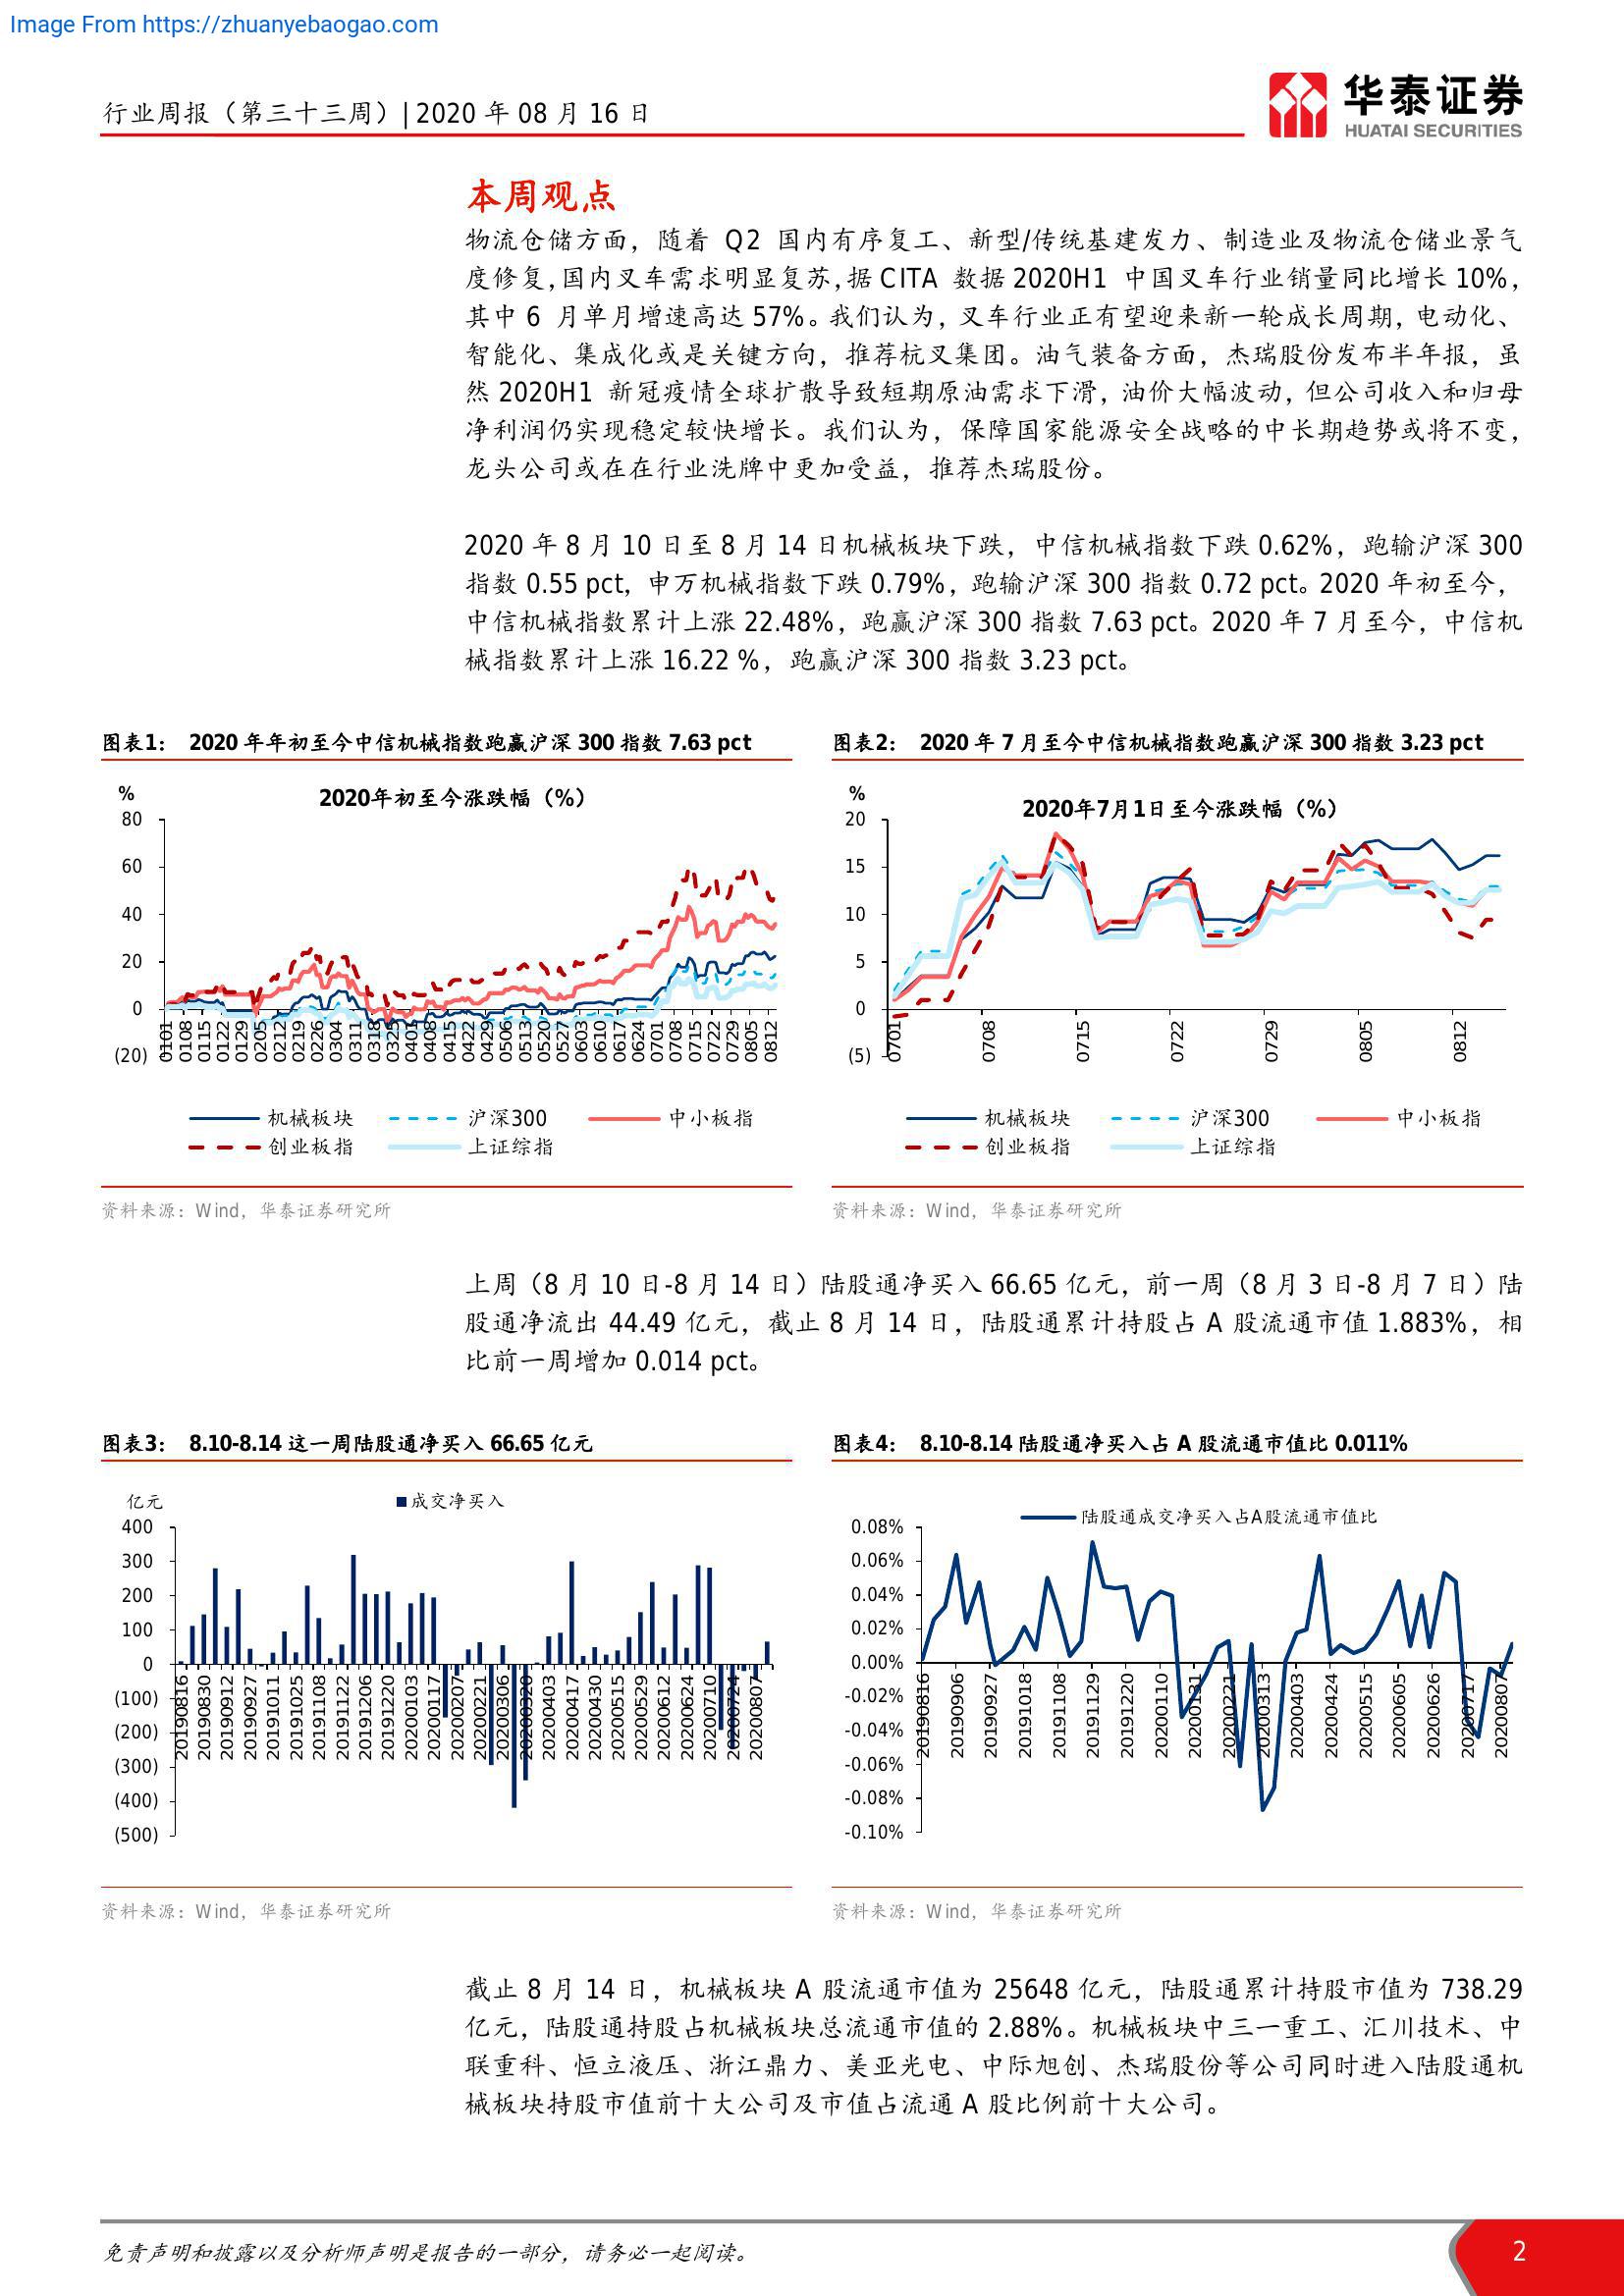 Image From https://zhuanyebaogao.com
行业周报（第三十三周）| 2020 年 08 月 16 日
华泰证券
HUATAI SECURITIES
本周观点
物流仓储方面，随着 Q2 国内有序复工、新型/传统基建发力、制造业及物流仓储业景气
度修复，国内叉车需求明显复苏，据 CITA 数据 2020H1 中国叉车行业销量同比增长 10%，
其中 6 月单月增速高达 57%。我们认为，叉车行业正有望迎来新一轮成长周期，电动化、
智能化、集成化或是关键方向，推荐杭叉集团。油气装备方面，杰瑞股份发布半年报，虽
然 2020H1 新冠疫情全球扩散导致短期原油需求下滑，油价大幅波动，但公司收入和归母
净利润仍实现稳定较快增长。我们认为，保障国家能源安全战略的中长期趋势或将不变，
龙头公司或在在行业洗牌中更加受益，推荐杰瑞股份。
2020 年 8 月 10 日至 8 月 14 日机械板块下跌，中信机械指数下跌 0.62%，跑输沪深 300
指数 0.55 pct，申万机械指数下跌 0.79%，跑输沪深 300 指数 0.72 pct。2020 年初至今，
中信机械指数累计上涨 22.48%，跑赢沪深 300 指数 7.63 pct。2020 年 7 月至今，中信机
械指数累计上涨 16.22 %，跑赢沪深 300 指数 3.23 pct。
图表1： 2020 年年初至今中信机械指数跑赢沪深 300 指数 7.63 pct
%
2020年初至今涨跌幅（%）
80
60
40
20
0
(20)
0101 0108 0115 0122 0129 0205 0212 0219 0226 0304 0311 0318 0325 0401 0408 0415 0422 0429 0506 0513 0520 0527 0603 0610 0617 0624 0701 0708 0715 0722 0729 0805 0812
机械板块 沪深300 中小板指
创业板指 上证综指
资料来源：Wind，华泰证券研究所
图表2： 2020 年 7 月至今中信机械指数跑赢沪深 300 指数 3.23 pct
%
2020年7月1日至今涨跌幅（%）
20
15
10
5
0
(5)
0701 0708 0715 0722 0729 0805 0812
机械板块 沪深300 中小板指
创业板指 上证综指
资料来源：Wind，华泰证券研究所
上周（8 月 10 日-8 月 14 日）陆股通净买入 66.65 亿元，前一周（8 月 3 日-8 月 7 日）陆
股通净流出 44.49 亿元，截止 8 月 14 日，陆股通累计持股占 A 股流通市值 1.883%，相
比前一周增加 0.014 pct。
图表3： 8.10-8.14 这一周陆股通净买入 66.65 亿元
亿元
成交净买入
400
300
200
100
0
(100)
(200)
(300)
(400)
(500)
20190816 20190830 20190912 20190927 20191011 20191025 20191108 20191122 20191206 20191220 20200103 20200117 20200207 20200221 20200306 20200320 20200403 20200417 20200430 20200515 20200529 20200612 20200624 20200710 20200724 20200807
资料来源：Wind，华泰证券研究所
图表4： 8.10-8.14 陆股通净买入占 A 股流通市值比 0.011%
陆股通成交净买入占A股流通市值比
0.08%
0.06%
0.04%
0.02%
0.00%
-0.02%
-0.04%
-0.06%
-0.08%
-0.10%
20190816 20190906 20190927 20191018 20191108 20191129 20191220 20200110 20200131 20200221 20200313 20200403 20200424 20200515 20200605 20200626 20200717 20200807
资料来源：Wind，华泰证券研究所
截止 8 月 14 日，机械板块 A 股流通市值为 25648 亿元，陆股通累计持股市值为 738.29
亿元，陆股通持股占机械板块总流通市值的 2.88%。机械板块中三一重工、汇川技术、中
联重科、恒立液压、浙江鼎力、美亚光电、中际旭创、杰瑞股份等公司同时进入陆股通机
械板块持股市值前十大公司及市值占流通 A 股比例前十大公司。
免责声明和披露以及分析师声明是报告的一部分，请务必一起阅读。
2